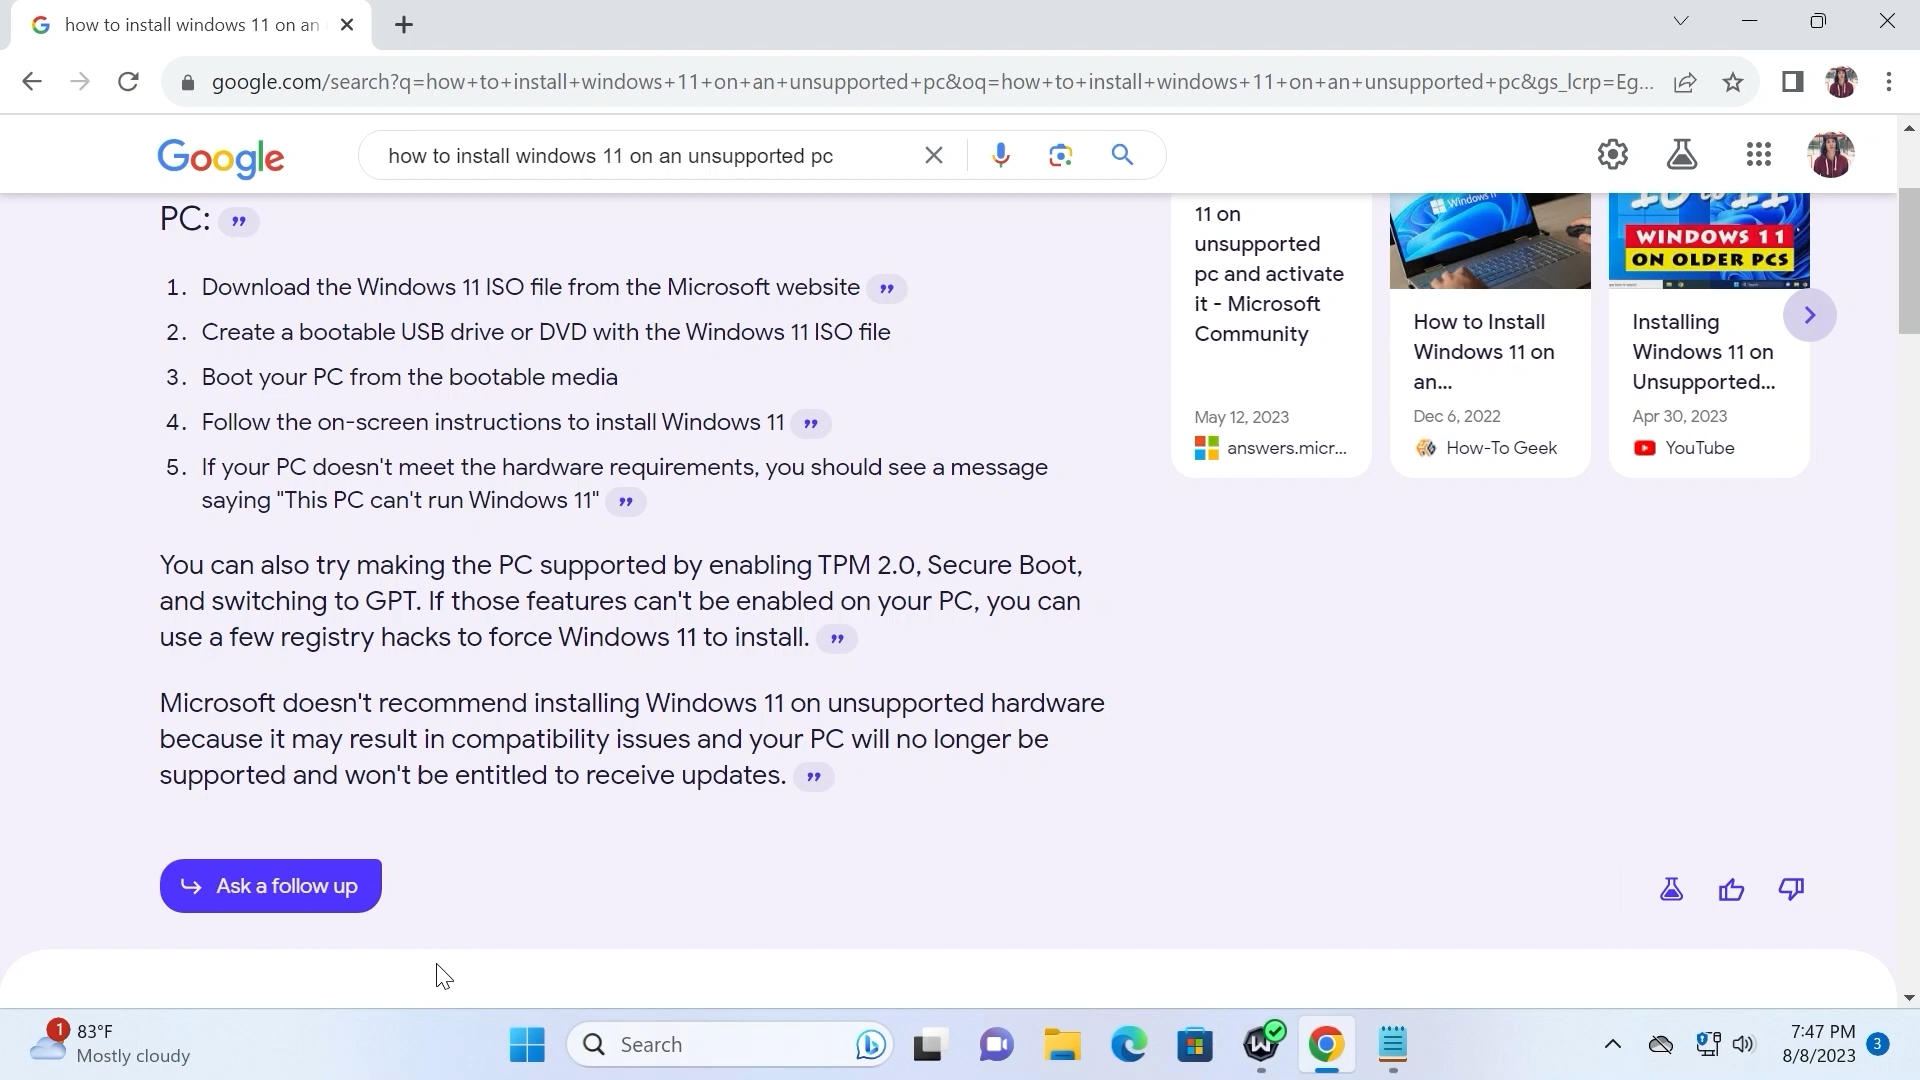 how to install windows 11 on an
google.com/search?q=how+to+install+windows+11+on+an+unsupported+pc&oq=how+to+install+windows+11+on+an+unsupported+pc&gs_lcrp=Eg...
Google
how to install windows 11 on an unsupported pc
PC:
1. Download the Windows 11 ISO file from the Microsoft website
2. Create a bootable USB drive or DVD with the Windows 11 ISO file
3. Boot your PC from the bootable media
4. Follow the on-screen instructions to install Windows 11
5. If your PC doesn't meet the hardware requirements, you should see a message
saying "This PC can't run Windows 11"
You can also try making the PC supported by enabling TPM 2.0, Secure Boot,
and switching to GPT. If those features can't be enabled on your PC, you can
use a few registry hacks to force Windows 11 to install.
Microsoft doesn't recommend installing Windows 11 on unsupported hardware
because it may result in compatibility issues and your PC will no longer be
supported and won't be entitled to receive updates.
Ask a follow up
11 on
unsupported
pc and activate
it - Microsoft
Community
May 12, 2023
answers.micr...
Windows 11
How to Install
Windows 11 on
an...
Dec 6, 2022
How-To Geek
WINDOWS 11
ON OLDER PCS
Installing
Windows 11 on
Unsupported...
Apr 30, 2023
YouTube
1
83°F
Mostly cloudy
Search
7:47 PM
8/8/2023
3